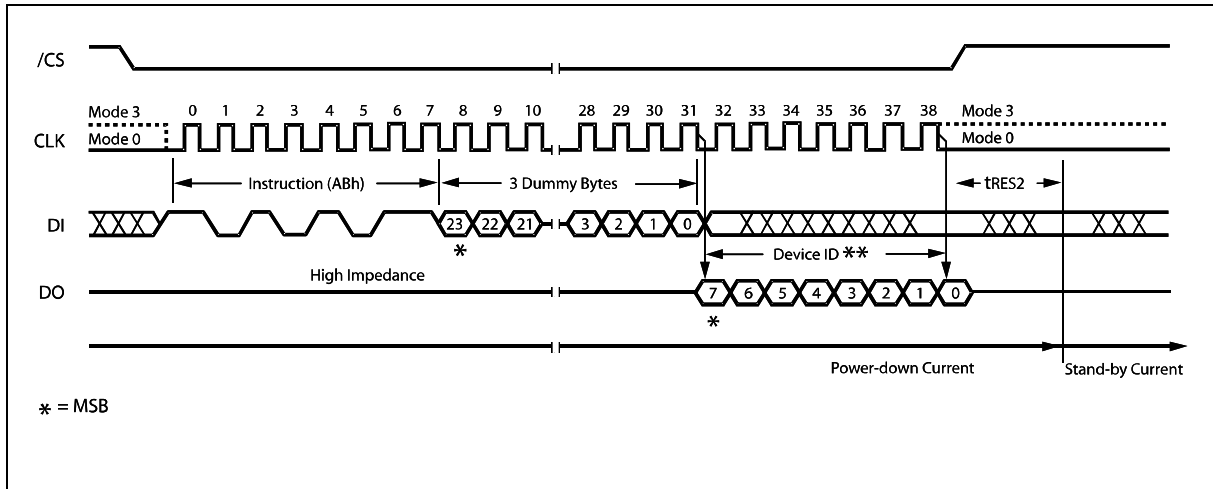 /CS
Mode 3 0 1 2 3 4 5 6 7 8 9 10 28 29 30 31 32 33 34 35 36 37 38 Mode 3
CLK Mode 0 Mode 0
Instruction (ABh) 3 Dummy Bytes tRES2
DI 23 22 21 3 2 1 0
* Device ID **
High Impedance
DO 7 6 5 4 3 2 1 0
*
Power-down Current Stand-by Current
* = MSB